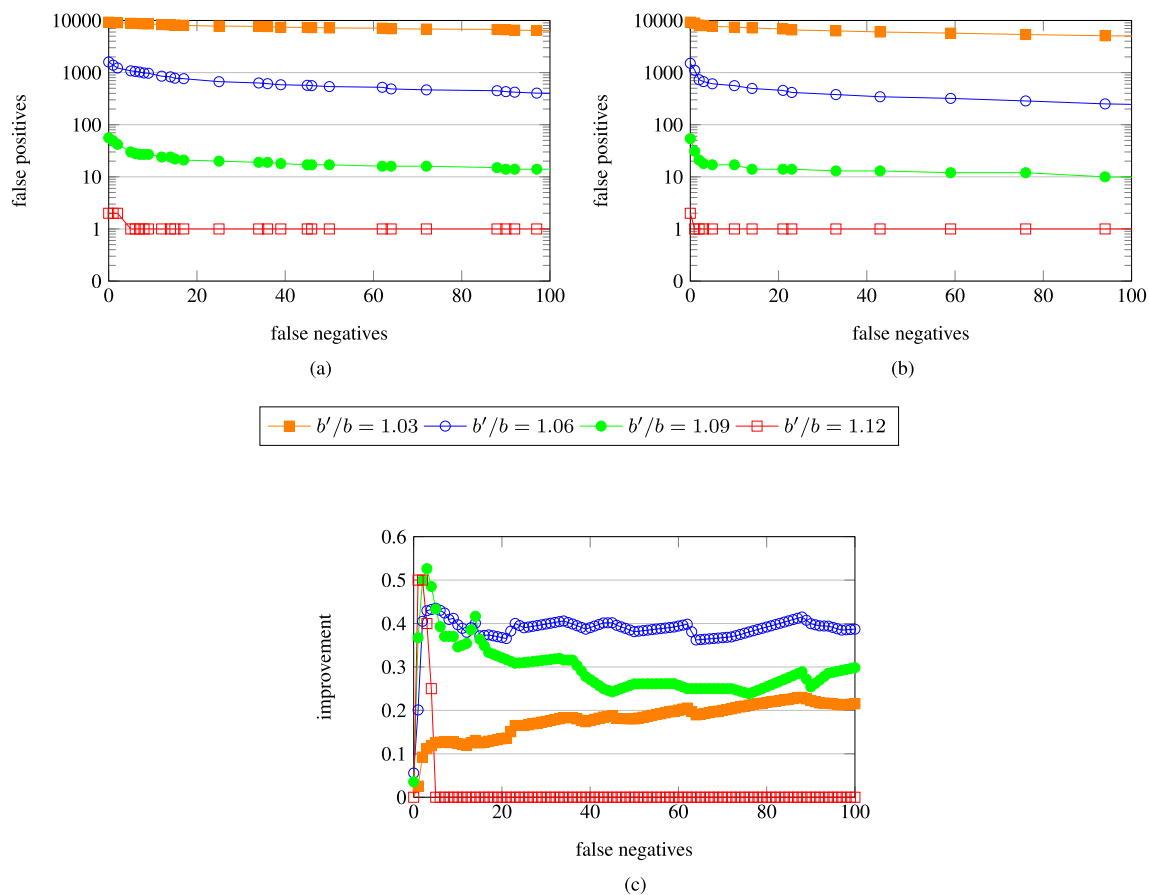 10000
1000
100
10
1
0
false positives
0 20 40 60 80 100
false negatives
(a)
10000
1000
100
10
1
0
false positives
0 20 40 60 80 100
false negatives
(b)
b′/b = 1.03 b′/b = 1.06 b′/b = 1.09 b′/b = 1.12
0.6
0.5
0.4
0.3
0.2
0.1
0
improvement
0 20 40 60 80 100
false negatives
(c)